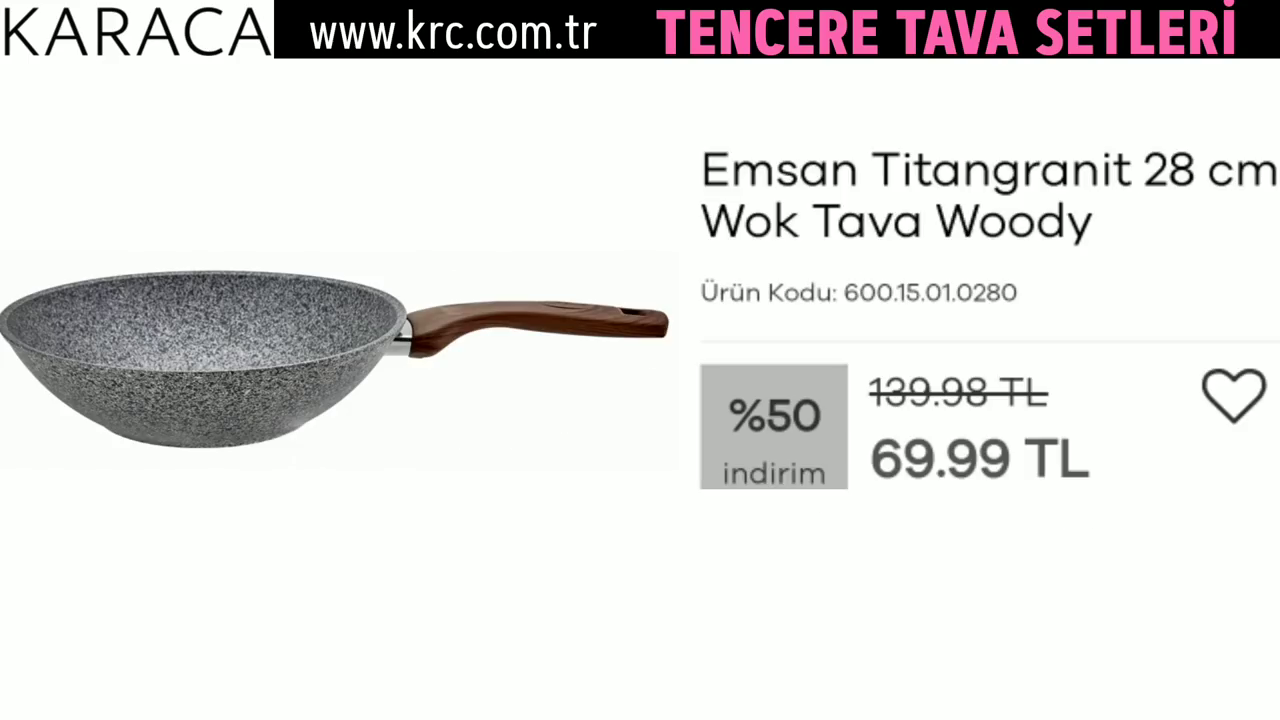 KARACA
www.krc.com.tr
TENCERE TAVA SETLERİ
Emsan Titangranit 28 cm
Wok Tava Woody
Ürün Kodu: 600.15.01.0280
%50
indirim
139.98 TL
69.99 TL